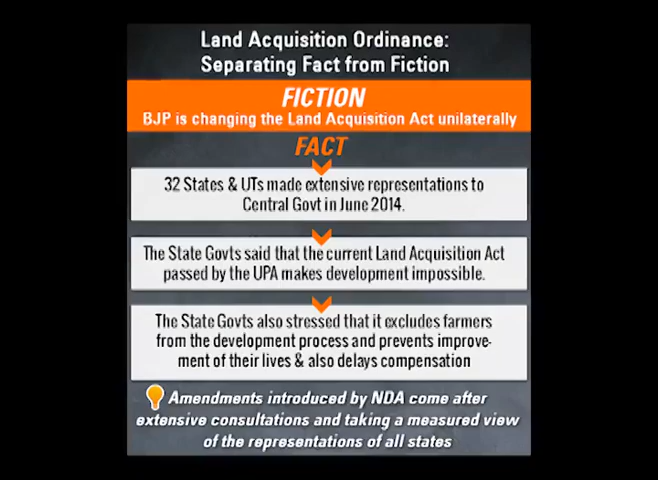 Land Acquisition Ordinance:
Separating Fact from Fiction
FICTION
BJP is changing the Land Acquisition Act unilaterally
FACT
32 States & UTs made extensive representations to
Central Govt in June 2014.
The State Govts said that the current Land Acquisition Act
passed by the UPA makes development impossible.
The State Govts also stressed that it excludes farmers
from the development process and prevents improve-
ment of their lives & also delays compensation
Amendments introduced by NDA come after
extensive consultations and taking a measured view
of the representations of all states